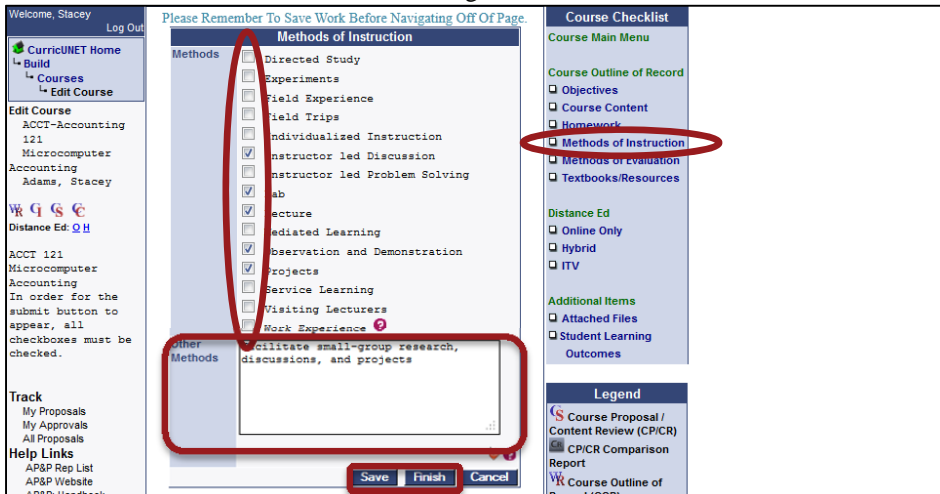 Welcome, Stacey
Log Out
CurricUNET Home
Build
Courses
Edit Course
Edit Course
ACCT-Accounting
121
Microcomputer
Accounting
Adams, Stacey
WR CI CS CC
Distance Ed: O H
ACCT 121
Microcomputer
Accounting
In order for the
submit button to
appear, all
checkboxes must be
checked.
Track
My Proposals
My Approvals
All Proposals
Help Links
AP&P Rep List
AP&P Website
AP&P Handbook
Please Remember To Save Work Before Navigating Off Of Page.
Methods of Instruction
Methods
Directed Study
Experiments
Field Experience
Field Trips
Individualized Instruction
Instructor led Discussion
Instructor led Problem Solving
Lab
Lecture
Mediated Learning
Observation and Demonstration
Projects
Service Learning
Visiting Lecturers
Work Experience ?
Other
Methods
Facilitate small-group research,
discussions, and projects
?
Save Finish Cancel
Course Checklist
Course Main Menu
Course Outline of Record
Objectives
Course Content
Homework
Methods of Instruction
Methods of Evaluation
Textbooks/Resources
Distance Ed
Online Only
Hybrid
ITV
Additional Items
Attached Files
Student Learning
Outcomes
Legend
CS Course Proposal /
Content Review (CP/CR)
CP/CR Comparison
Report
WR Course Outline of